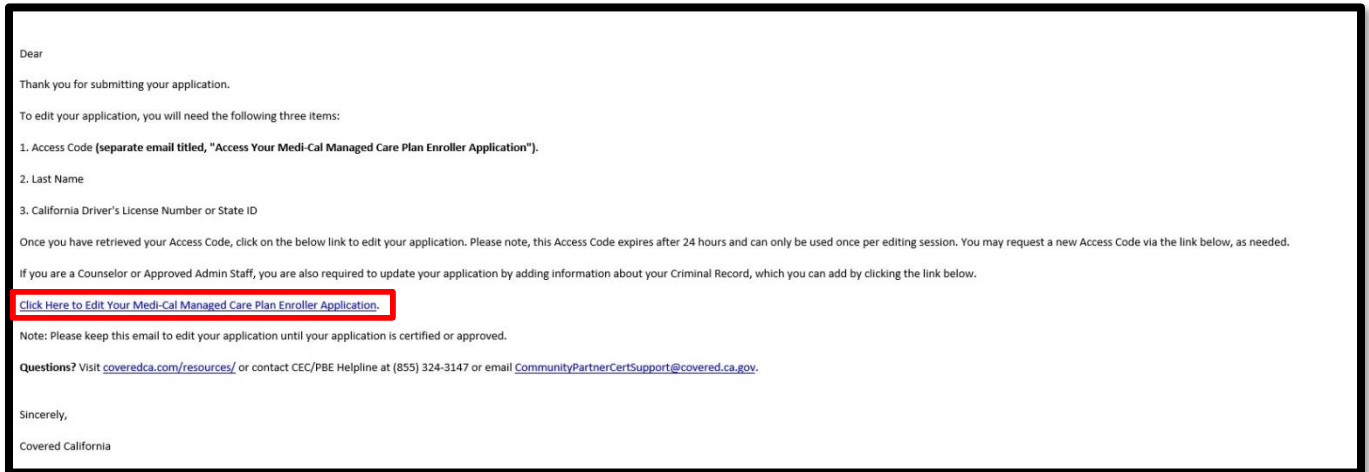 Dear
Thank you for submitting your application.
To edit your application, you will need the following three items:
1. Access Code (separate email titled, "Access Your Medi-Cal Managed Care Plan Enroller Application").
2. Last Name
3. California Driver's License Number or State ID
Once you have retrieved your Access Code, click on the below link to edit your application. Please note, this Access Code expires after 24 hours and can only be used once per editing session. You may request a new Access Code via the link below, as needed.
If you are a Counselor or Approved Admin Staff, you are also required to update your application by adding information about your Criminal Record, which you can add by clicking the link below.
Click Here to Edit Your Medi-Cal Managed Care Plan Enroller Application.
Note: Please keep this email to edit your application until your application is certified or approved.
Questions? Visit coveredca.com/resources/ or contact CEC/PBE Helpline at (855) 324-3147 or email CommunityPartnerCertSupport@covered.ca.gov.
Sincerely,
Covered California